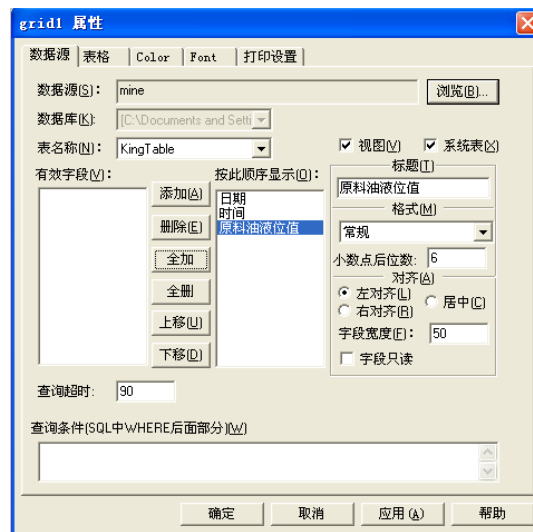 grid1 属性
数据源 表格 Color Font 打印设置
数据源(S): mine 浏览(B)...
数据库(K): [C:\Documents and Setti
表名称(N): KingTable 视图(V) 系统表(X)
有效字段(V): 按此顺序显示(O): 标题(T)
添加(A) 日期 原料油液位值
时间
删除(E) 原料油液位值 格式(M)
常规
全加 小数点后位数: 6
对齐(A)
全删 左对齐(L) 居中(C)
右对齐(R)
上移(U) 字段宽度(F): 50
下移(D) 字段只读
查询超时: 90
查询条件(SQL中WHERE后面部分)(W)
确定 取消 应用(A) 帮助